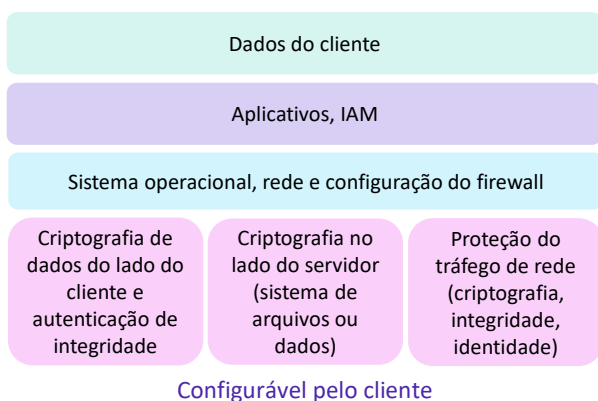 Dados do cliente
Aplicativos, IAM
Sistema operacional, rede e configuração do firewall
Criptografia de
dados do lado do
cliente e
autenticação de
integridade
Criptografia no
lado do servidor
(sistema de
arquivos ou
dados)
Proteção do
tráfego de rede
(criptografia,
integridade,
identidade)
Configurável pelo cliente